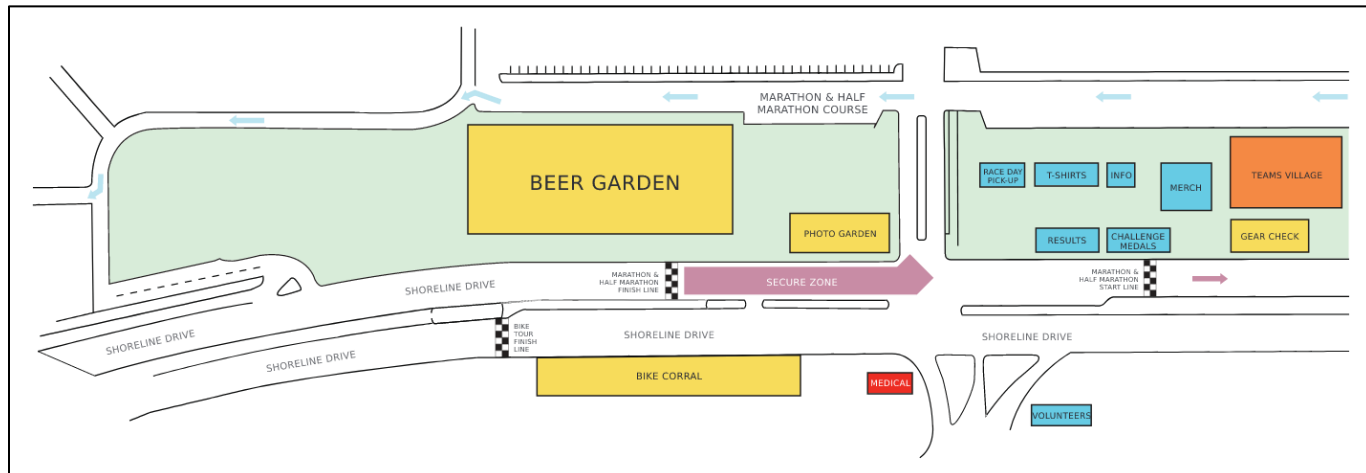 MARATHON & HALF
MARATHON COURSE
BEER GARDEN
RACE DAY
PICK-UP
T-SHIRTS
INFO
MERCH
TEAMS VILLAGE
PHOTO GARDEN
RESULTS
CHALLENGE
MEDALS
GEAR CHECK
MARATHON &
HALF MARATHON
FINISH LINE
SECURE ZONE
MARATHON &
HALF MARATHON
START LINE
SHORELINE DRIVE
SHORELINE DRIVE
SHORELINE DRIVE
BIKE
TOUR
FINISH
LINE
SHORELINE DRIVE
SHORELINE DRIVE
BIKE CORRAL
MEDICAL
VOLUNTEERS